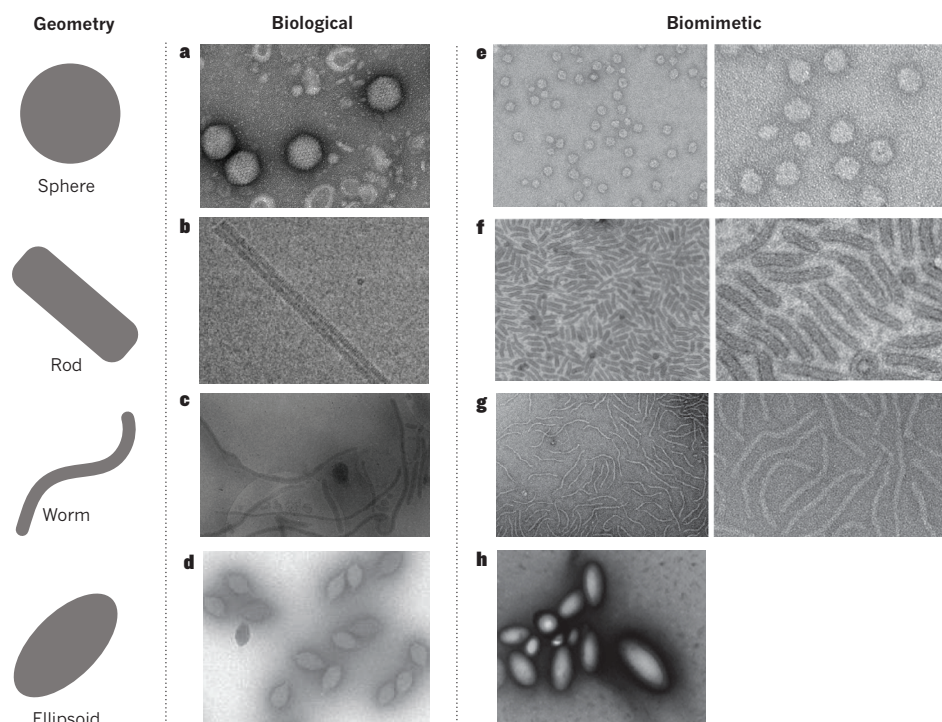 Geometry
Biological
Biomimetic
a
e
Sphere
b
f
Rod
c
g
Worm
d
h
Ellipsoid